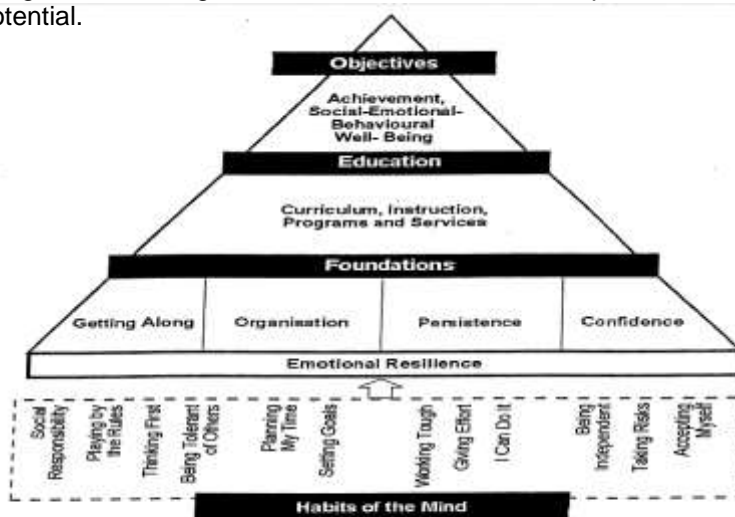 otential.
Objectives
Achievement,
Social-Emotional-
Behavioural
Well- Being
Education
Curriculum, Instruction,
Programs and Services
Foundations
Getting Along
Organisation
Persistence
Confidence
Emotional Resilience
Social
Responsibility
Playing by
the Rules
Thinking First
Being Tolerant
of Others
Planning
My Time
Setting Goals
Working Tough
Giving Effort
I Can Do It
Being
Independent
Taking Risks
Accepting
Myself
Habits of the Mind